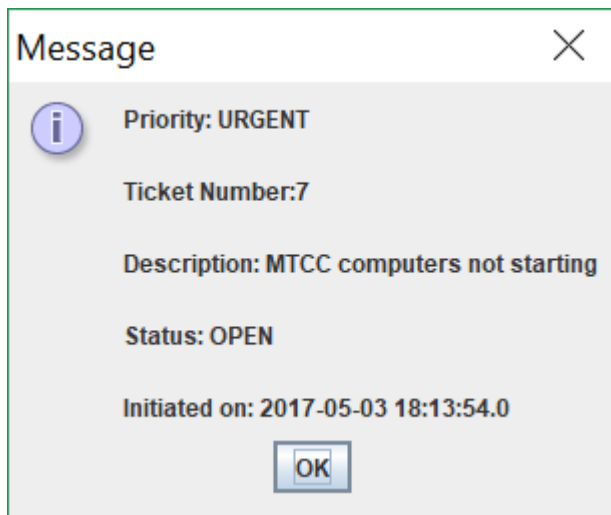 Message
Priority: URGENT
Ticket Number:7
Description: MTCC computers not starting
Status: OPEN
Initiated on: 2017-05-03 18:13:54.0
OK